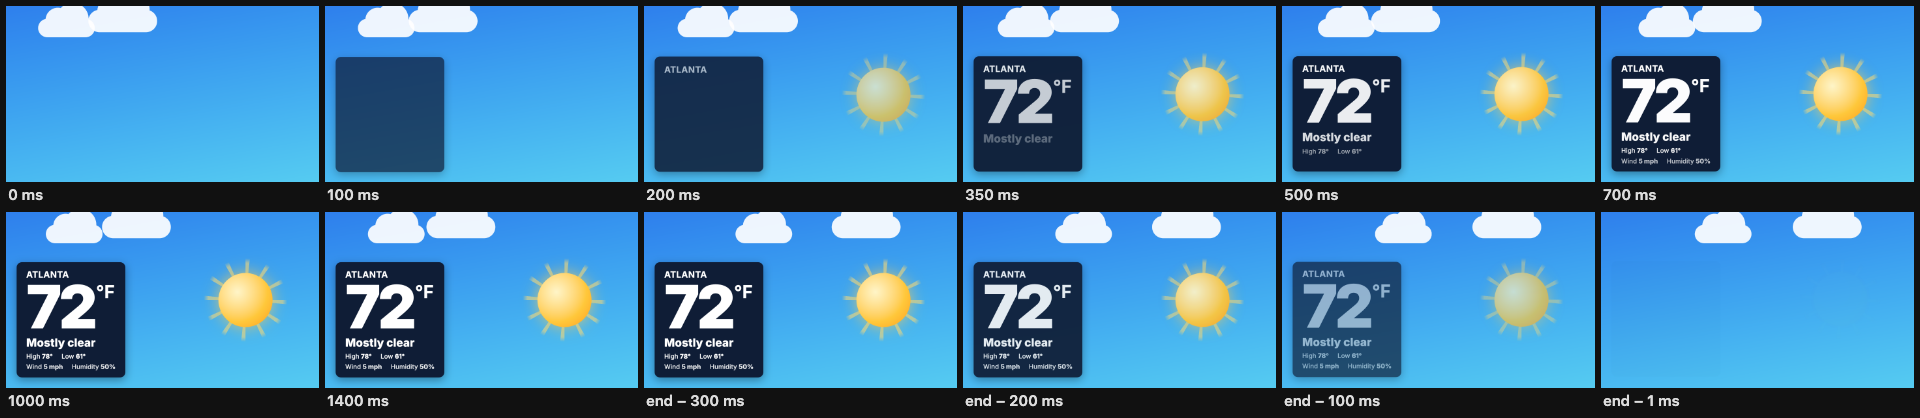 0 ms
100 ms
ATLANTA
200 ms
ATLANTA
72°F
Mostly clear
350 ms
ATLANTA
72°F
Mostly clear
High 78° Low 61°
500 ms
ATLANTA
72°F
Mostly clear
High 78° Low 61°
Wind 5 mph Humidity 50%
700 ms
ATLANTA
72°F
Mostly clear
High 78° Low 61°
Wind 5 mph Humidity 50%
1000 ms
ATLANTA
72°F
Mostly clear
High 78° Low 61°
Wind 5 mph Humidity 50%
1400 ms
ATLANTA
72°F
Mostly clear
High 78° Low 61°
Wind 5 mph Humidity 50%
end – 300 ms
ATLANTA
72°F
Mostly clear
High 78° Low 61°
Wind 5 mph Humidity 50%
end – 200 ms
ATLANTA
72°F
Mostly clear
High 78° Low 61°
Wind 5 mph Humidity 50%
end – 100 ms
end – 1 ms